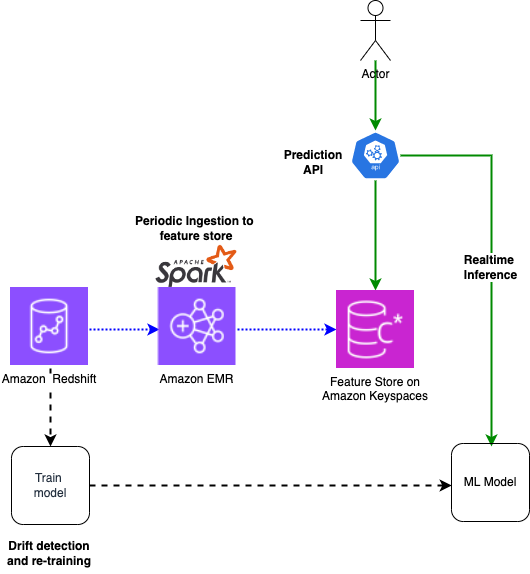 Actor
Prediction
API
api
Periodic Ingestion to
feature store
APACHE
Spark
TM
Realtime
Inference
C*
Amazon Redshift
Amazon EMR
Feature Store on
Amazon Keyspaces
Train
model
ML Model
Drift detection
and re-training